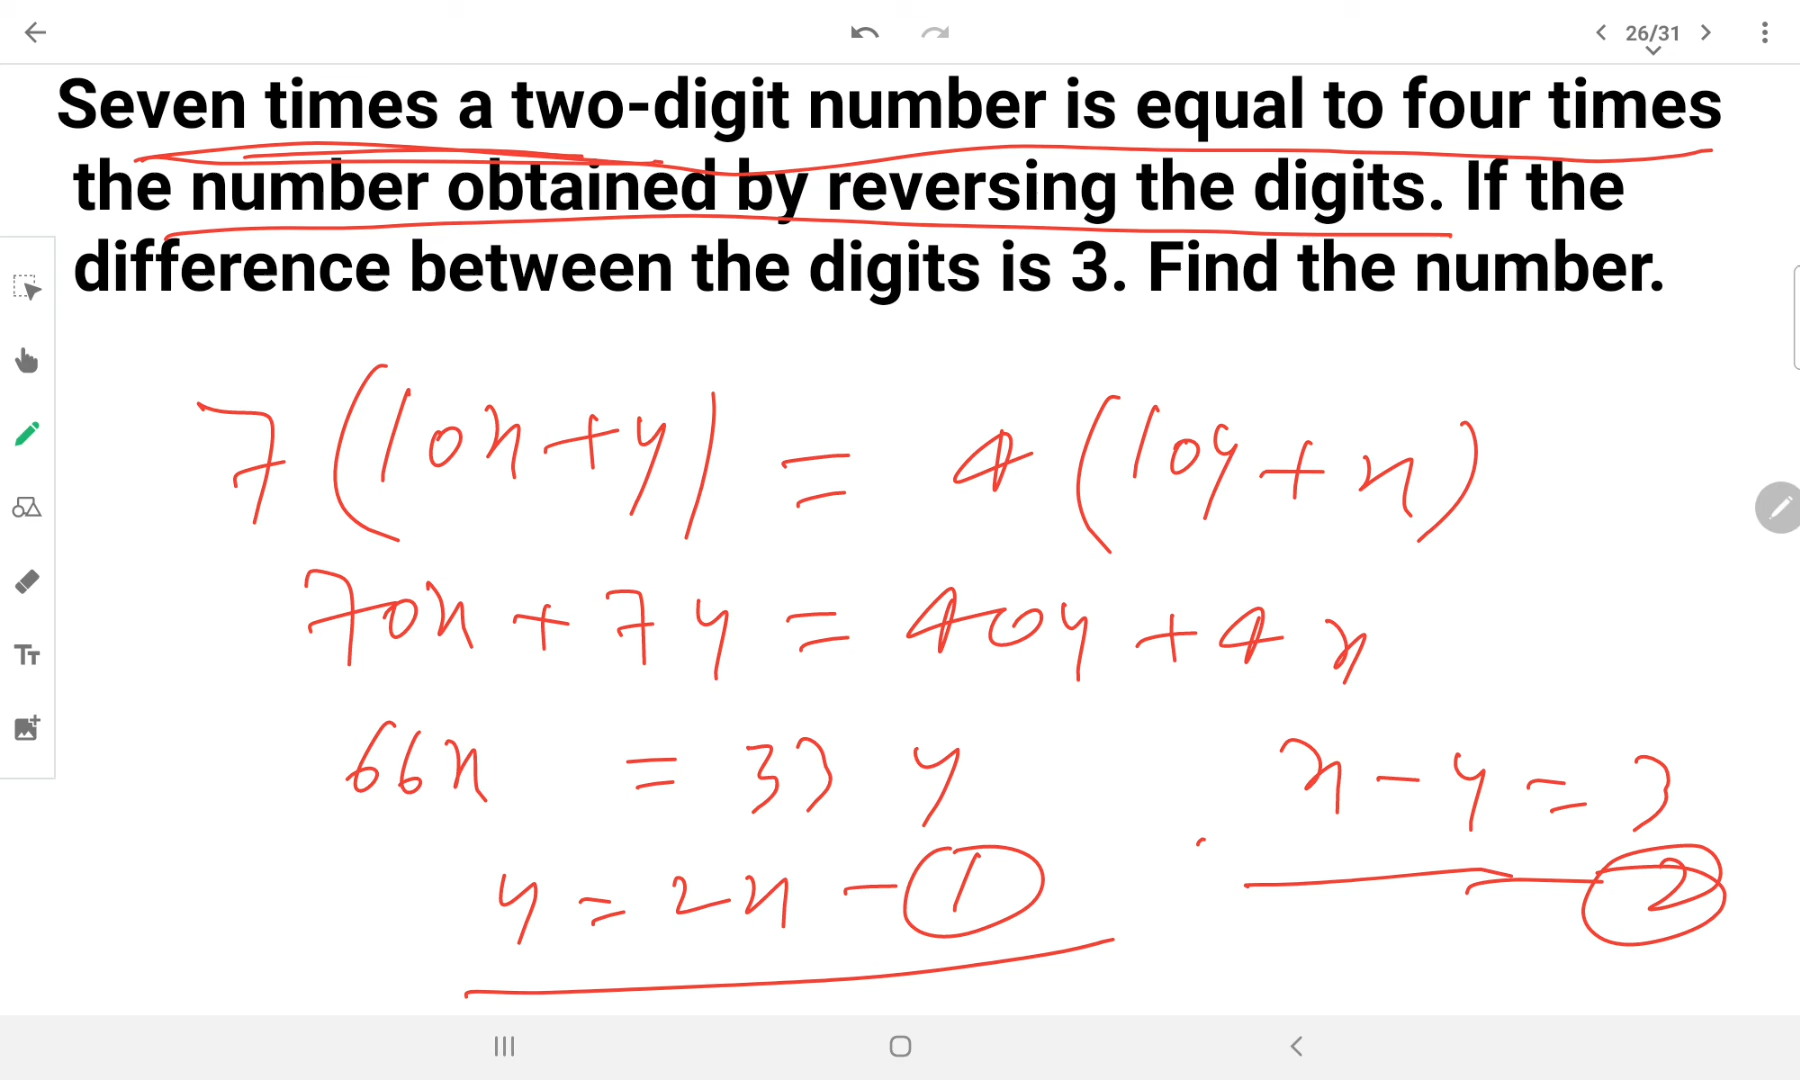 26/31
Seven times a two-digit number is equal to four times
the number obtained by reversing the digits. If the
difference between the digits is 3. Find the number.
7(10x+y) = 4(10y+x)
70x + 7y = 40y + 4x
66x = 33 y
x - y = 3
y = 2x - 1
2
Tт